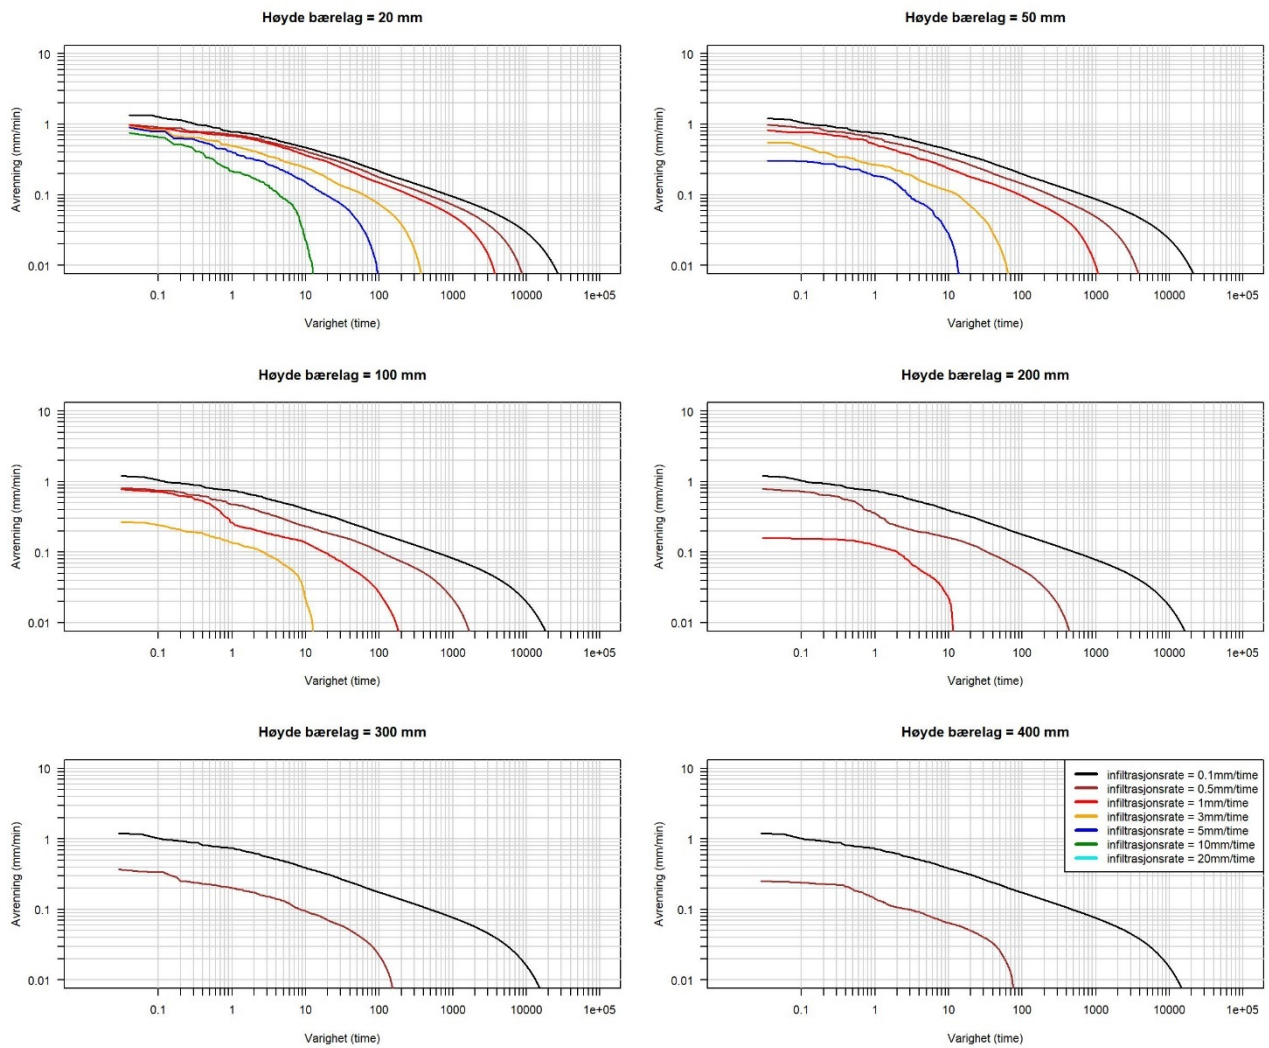 Høyde bærelag = 20 mm
Avrenning (mm/min)
10
1
0.1
0.01
0.1 1 10 100 1000 10000 1e+05
Varighet (time)
Høyde bærelag = 50 mm
Avrenning (mm/min)
10
1
0.1
0.01
0.1 1 10 100 1000 10000 1e+05
Varighet (time)
Høyde bærelag = 100 mm
Avrenning (mm/min)
10
1
0.1
0.01
0.1 1 10 100 1000 10000 1e+05
Varighet (time)
Høyde bærelag = 200 mm
Avrenning (mm/min)
10
1
0.1
0.01
0.1 1 10 100 1000 10000 1e+05
Varighet (time)
Høyde bærelag = 300 mm
Avrenning (mm/min)
10
1
0.1
0.01
0.1 1 10 100 1000 10000 1e+05
Varighet (time)
Høyde bærelag = 400 mm
Avrenning (mm/min)
10
1
0.1
0.01
infiltrasjonsrate = 0.1mm/time
infiltrasjonsrate = 0.5mm/time
infiltrasjonsrate = 1mm/time
infiltrasjonsrate = 3mm/time
infiltrasjonsrate = 5mm/time
infiltrasjonsrate = 10mm/time
infiltrasjonsrate = 20mm/time
0.1 1 10 100 1000 10000 1e+05
Varighet (time)